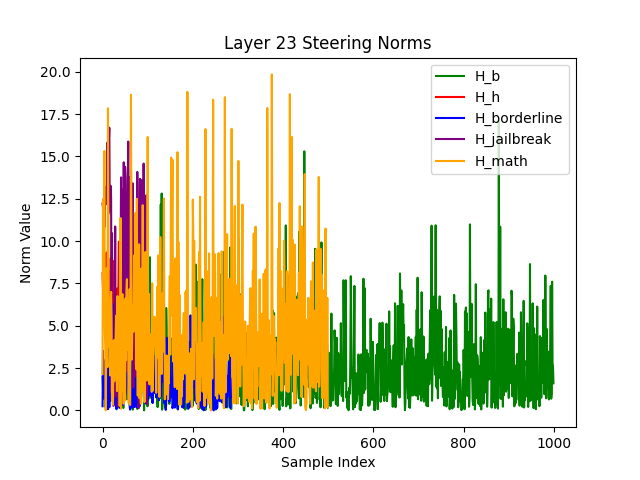 Layer 23 Steering Norms
Norm Value
20.0
17.5
15.0
12.5
10.0
7.5
5.0
2.5
0.0
H_b
H_h
H_borderline
H_jailbreak
H_math
0
200
400
600
800
1000
Sample Index